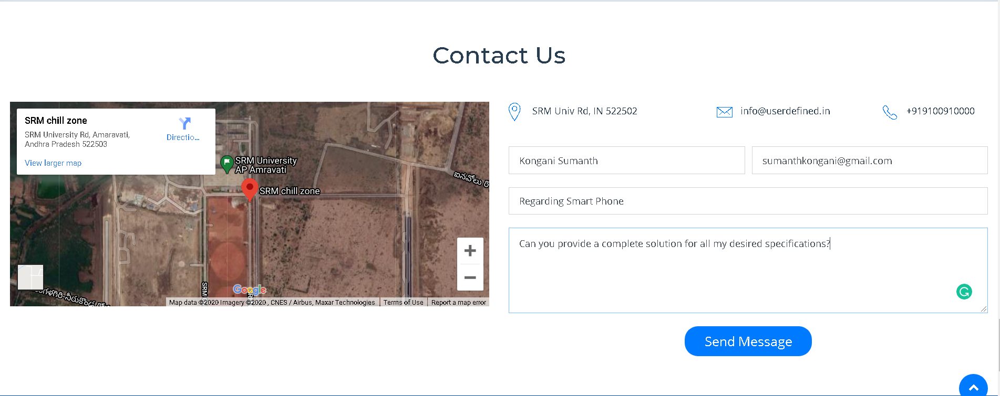 Contact Us
SRM chill zone
SRM University Rd, Amaravati,
Andhra Pradesh 522503
Directio...
View larger map
SRM University
AP Amravati
SRM chill zone
SRM
Google
Map data ©2020 Imagery ©2020 , CNES / Airbus, Maxar Technologies
Terms of Use
Report a map error
SRM Univ Rd, IN 522502
info@userdefined.in
+919100910000
Kongani Sumanth
sumanthkongani@gmail.com
Regarding Smart Phone
Can you provide a complete solution for all my desired specifications?
Send Message